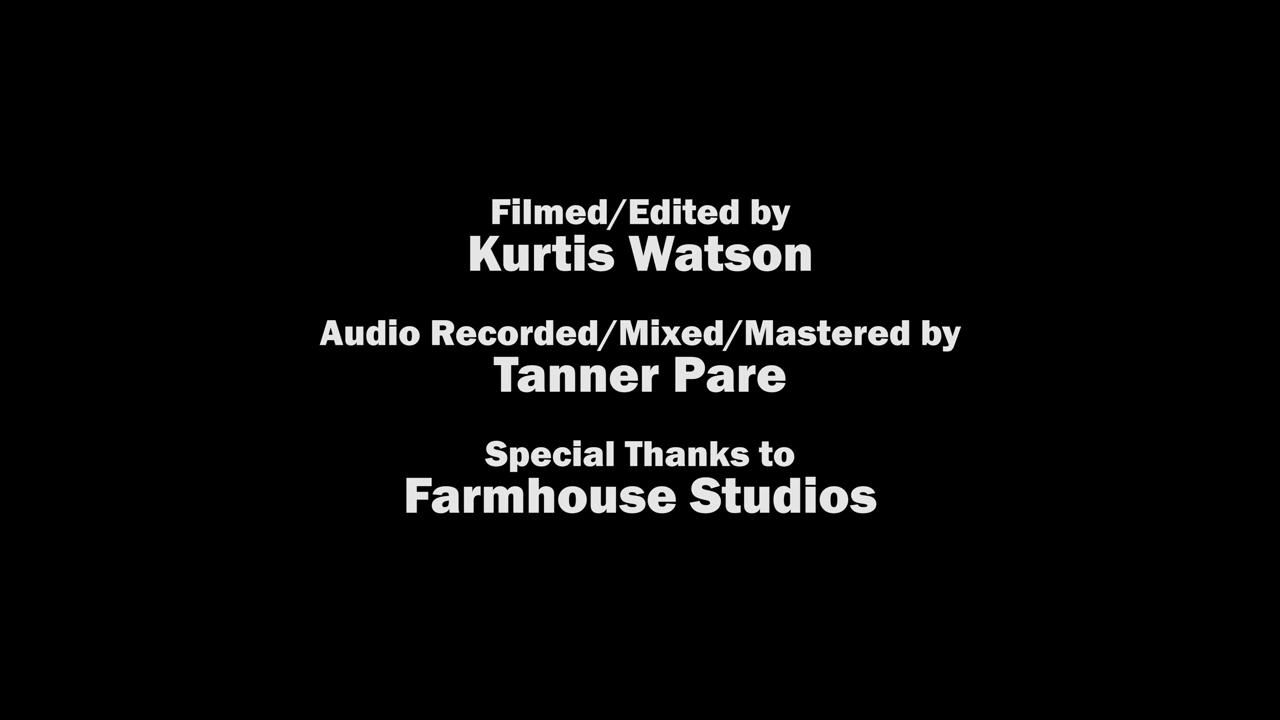 Filmed/Edited by
Kurtis Watson
Audio Recorded/Mixed/Mastered by
Tanner Pare
Special Thanks to
Farmhouse Studios